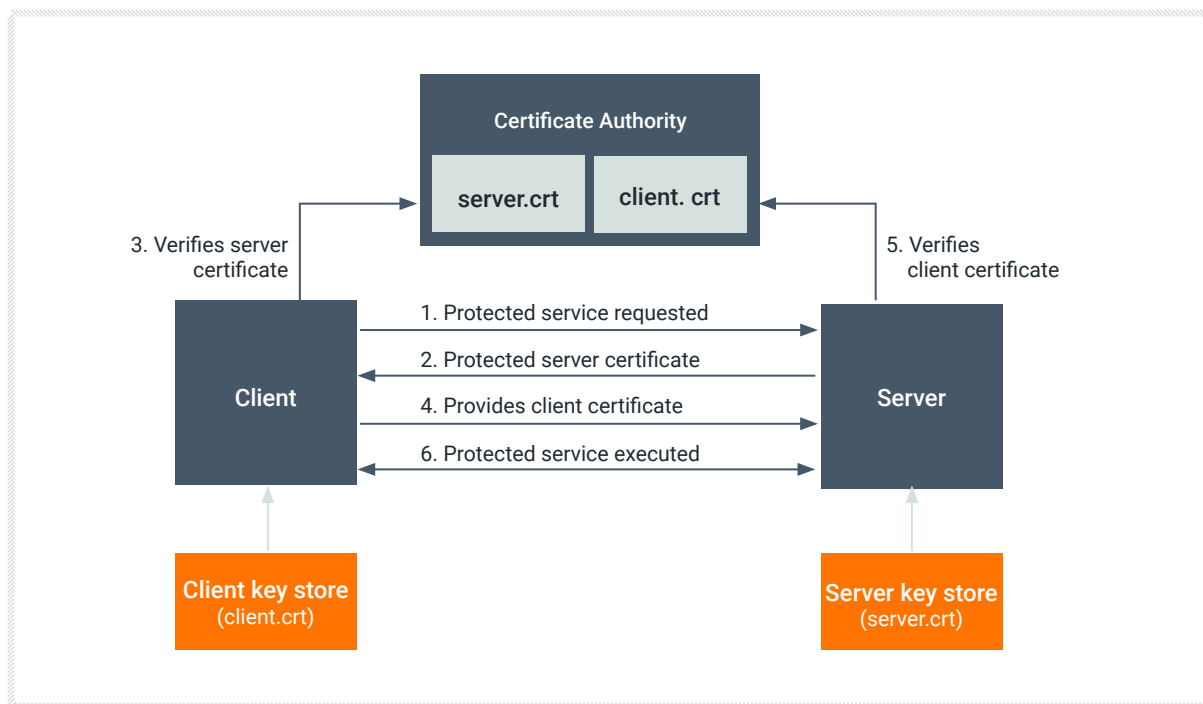 Certificate Authority
server.crt
client. crt
3. Verifies server
certificate
5. Verifies
client certificate
1. Protected service requested
2. Protected server certificate
Client
Server
4. Provides client certificate
6. Protected service executed
Client key store
(client.crt)
Server key store
(server.crt)